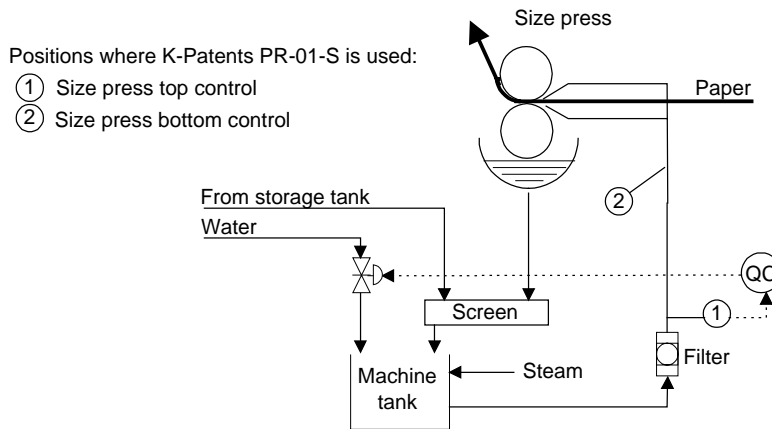 Size press
Positions where K-Patents PR-01-S is used:
1 Size press top control
2 Size press bottom control
Paper
2
From storage tank
Water
QC
Screen
1
Filter
Steam
Machine
tank